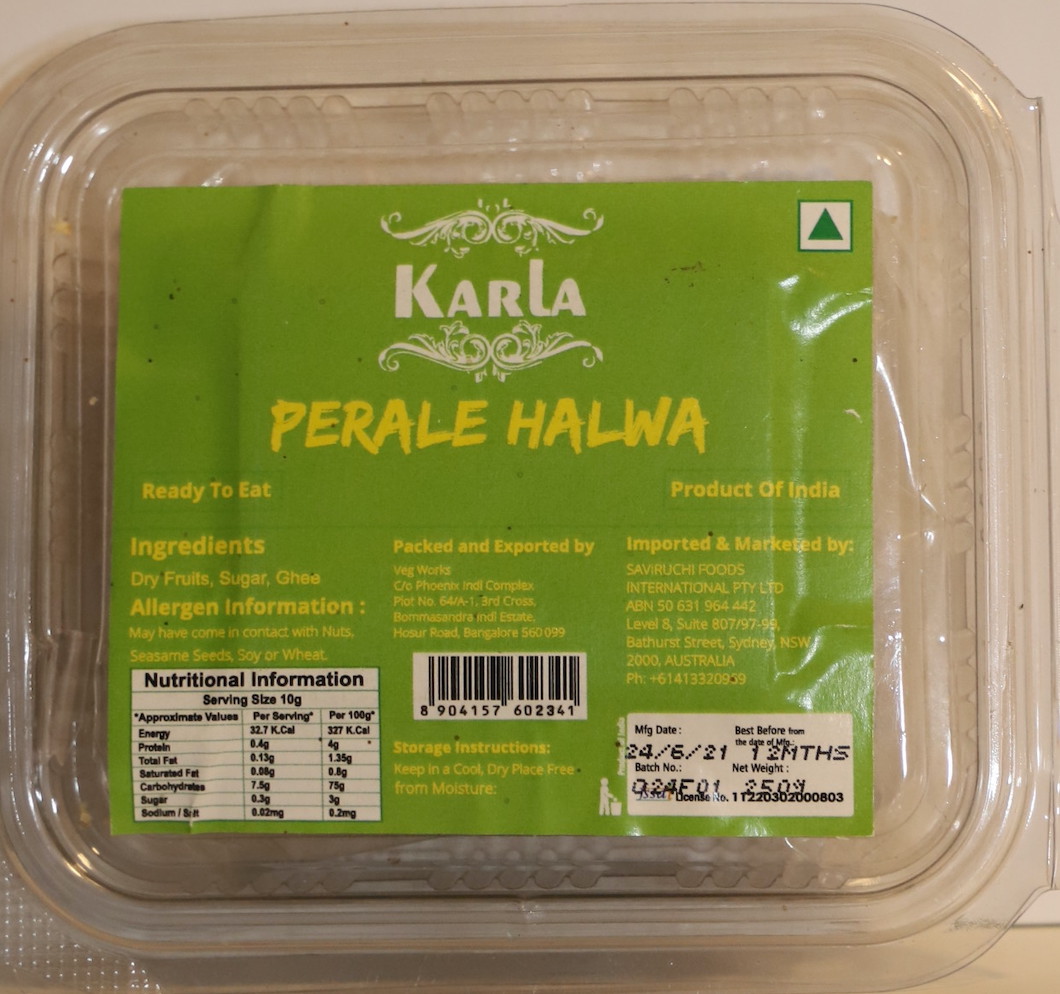 KARLA
PERALE HALWA
Ready To Eat
Product Of India
Ingredients
Dry Fruits, Sugar, Ghee
Allergen Information :
May have come in contact with Nuts,
Seasame Seeds, Soy or Wheat.
Nutritional Information
Serving Size 10g
*Approximate Values Per Serving* Per 100g*
Energy 32.7 K.Cal 327 K.Cal
Protein 0.4g 4g
Total Fat 0.13g 1.35g
Saturated Fat 0.08g 0.8g
Carbohydrates 7.5g 75g
Sugar 0.3g 3g
Sodium / Salt 0.02mg 0.2mg
Packed and Exported by
Veg Works
C/o Phoenix Indl Complex
Plot No. 64/A-1, 3rd Cross,
Bommasandra Indl Estate,
Hosur Road, Bangalore 560 099
8 904157 602341
Storage Instructions:
Keep in a Cool, Dry Place Free
from Moisture:
Imported & Marketed by:
SAVIRUCHI FOODS
INTERNATIONAL PTY LTD
ABN 50 631 964 442
Level 8, Suite 807/97-99,
Bathurst Street, Sydney, NSW
2000, AUSTRALIA
Ph: +61413320959
Mfg Date : Best Before from
the date of Mfg.:
24/6/21 12MTHS
Batch No.: Net Weight :
Q24F01 250g
fssai License No. 11220302000803